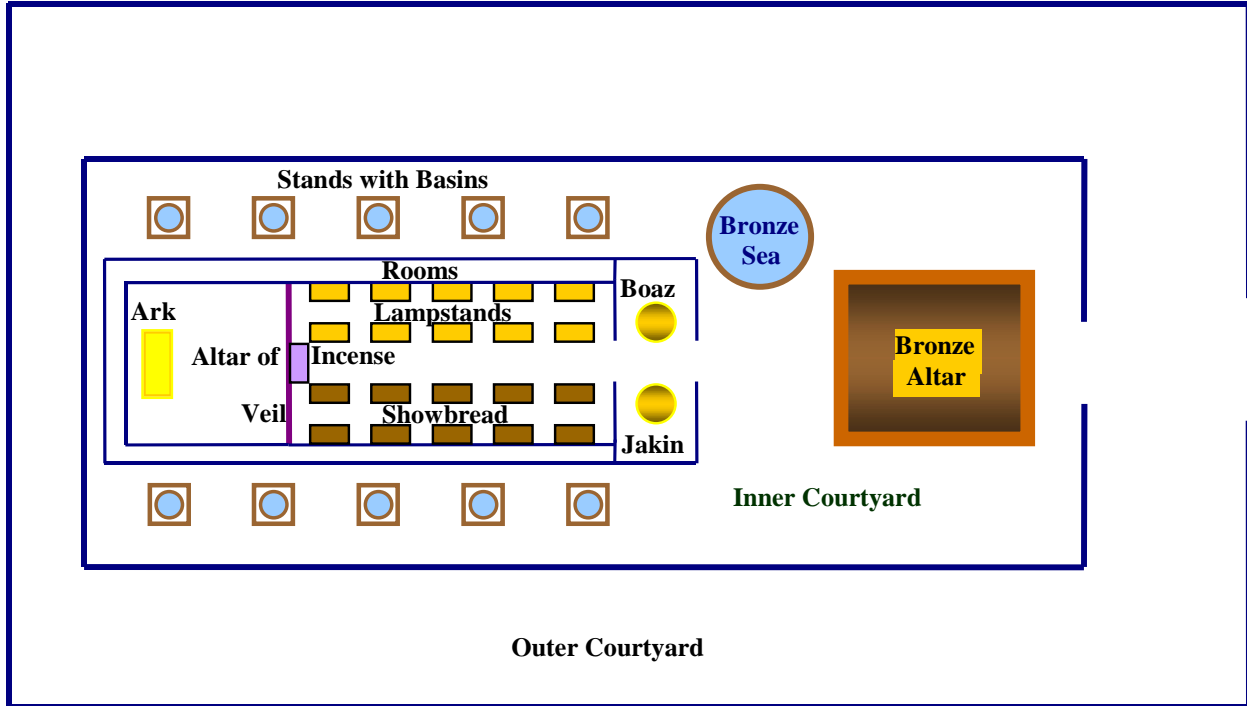 Stands with Basins
Bronze
Sea
Rooms
Boaz
Ark
Lampstands
Altar of Incense
Bronze
Altar
Veil
Showbread
Jakin
Inner Courtyard
Outer Courtyard